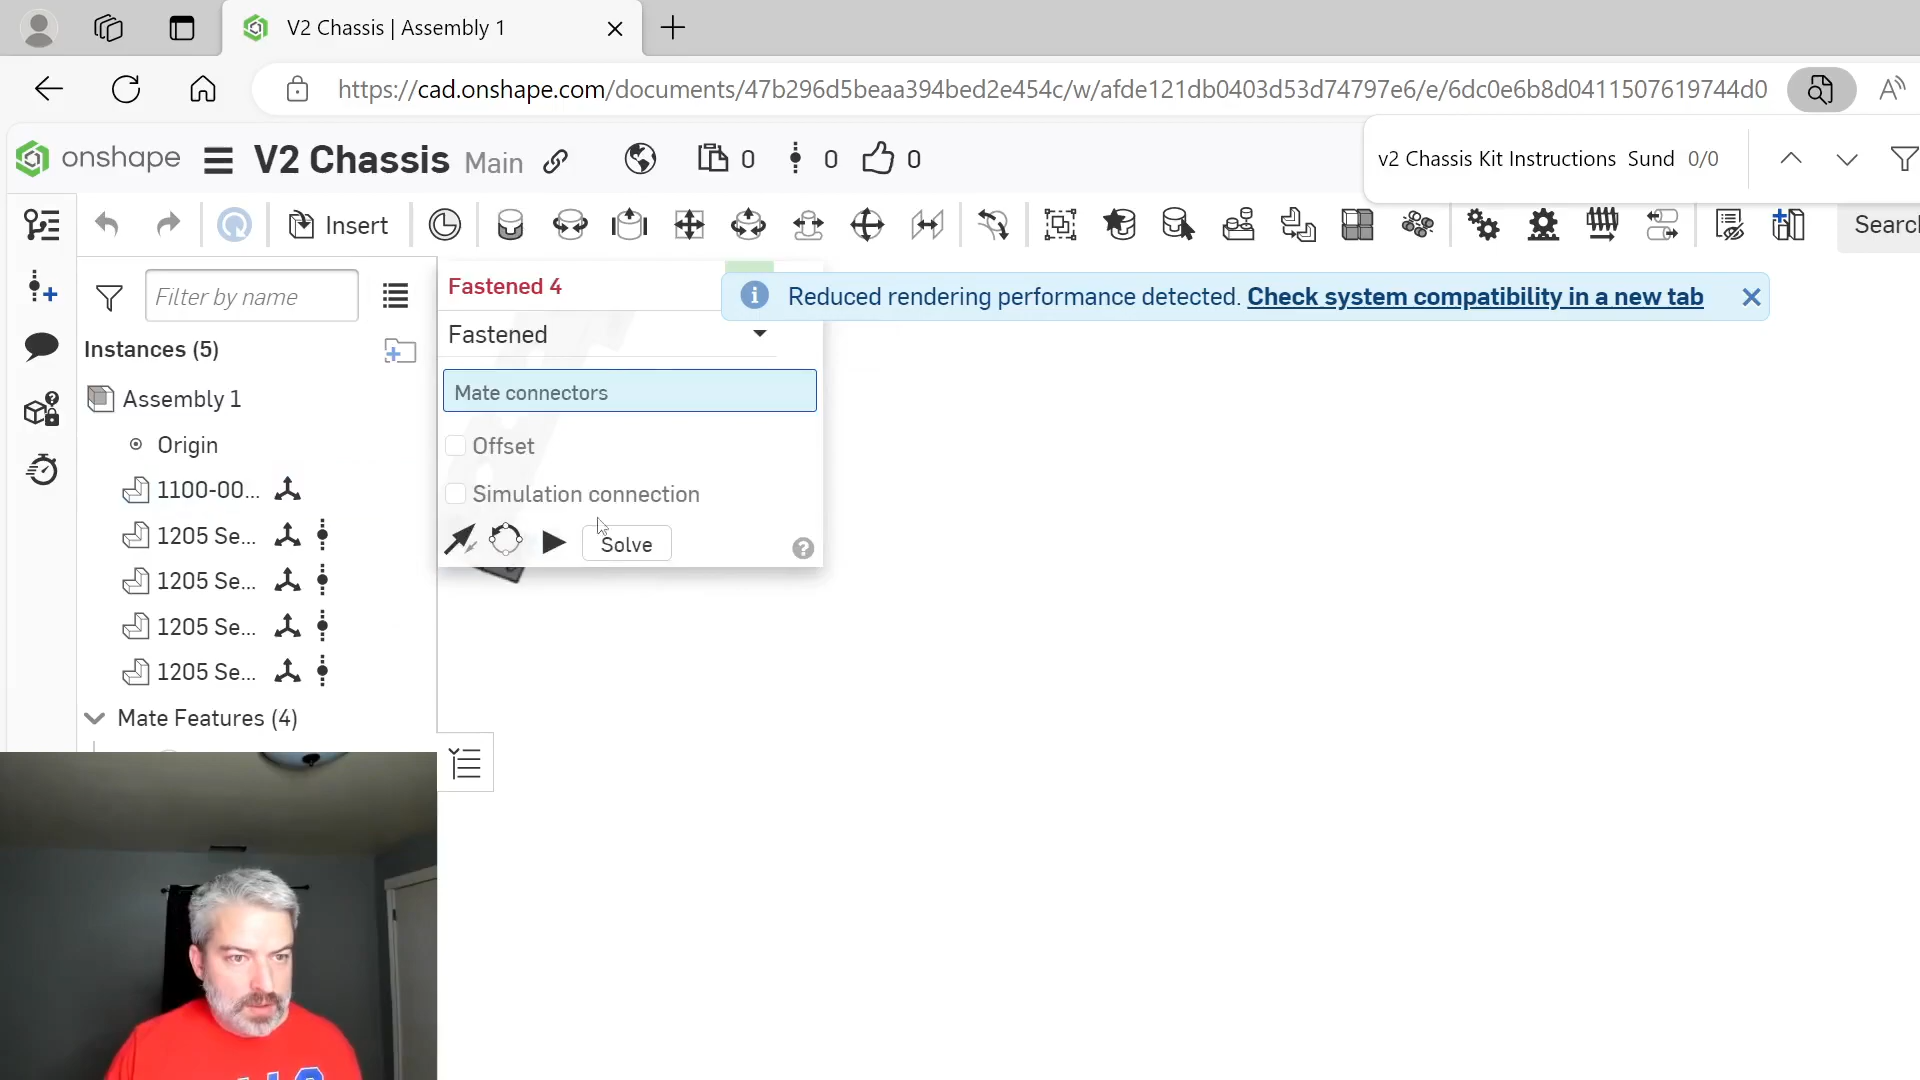 V2 Chassis | Assembly 1
https://cad.onshape.com/documents/47b296d5beaa394bed2e454c/w/afde121db0403d53d74797e6/e/6dc0e6b8d0411507619744d0
onshape V2 Chassis Main 0 0 0
v2 Chassis Kit Instructions Sund 0/0
Insert
Search
Filter by name
Fastened 4
Reduced rendering performance detected. Check system compatibility in a new tab
Fastened
Instances (5)
Mate connectors
Assembly 1
Offset
Origin
1100-00...
Simulation connection
1205 Se...
Solve
1205 Se...
1205 Se...
1205 Se...
Mate Features (4)